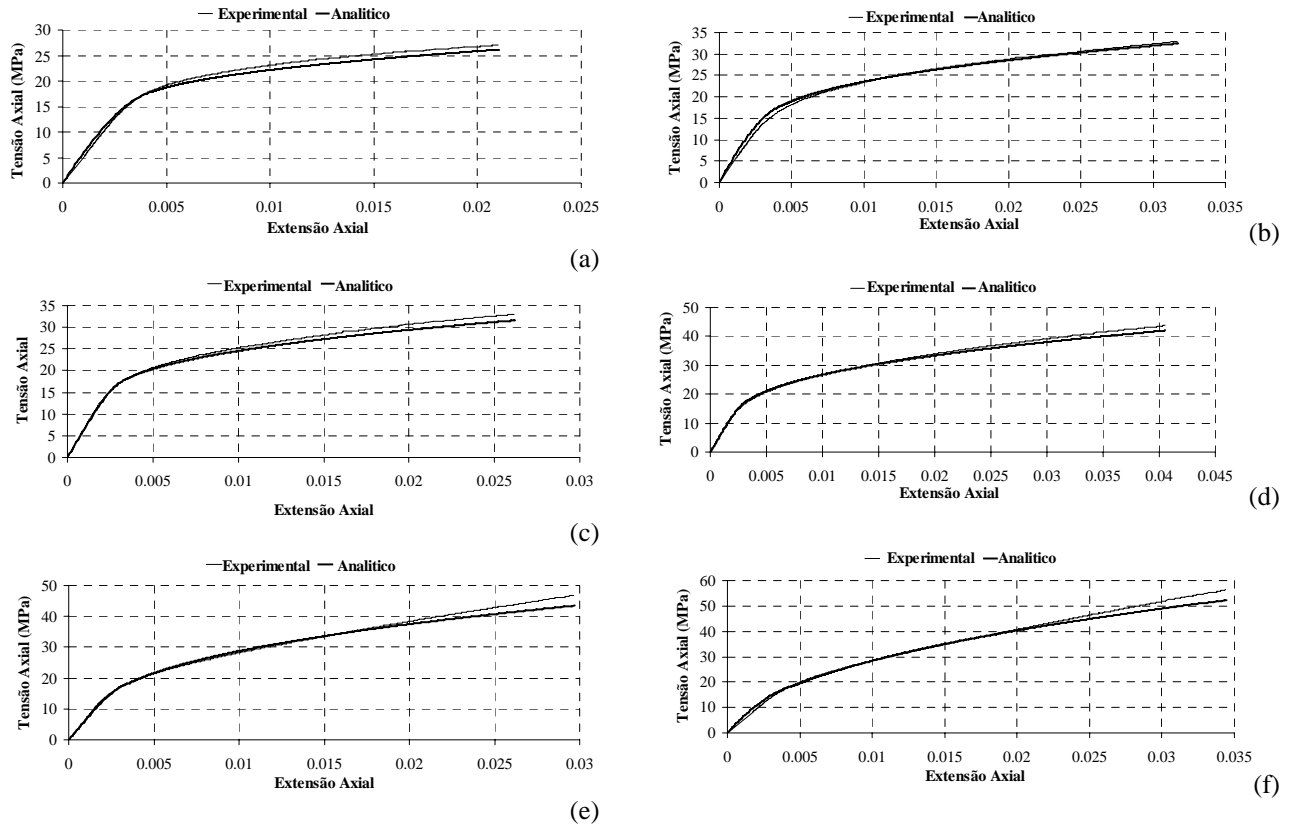 Experimental Analitico
Tensão Axial (MPa)
30
25
20
15
10
5
0
0 0.005 0.01 0.015 0.02 0.025
Extensão Axial
(a)
Experimental Analitico
Tensão Axial (MPa)
35
30
25
20
15
10
5
0
0 0.005 0.01 0.015 0.02 0.025 0.03 0.035
Extensão Axial
(b)
Experimental Analitico
Tensão Axial
35
30
25
20
15
10
5
0
0 0.005 0.01 0.015 0.02 0.025 0.03
Extensão Axial
(c)
Experimental Analitico
Tensão Axial (MPa)
50
40
30
20
10
0
0 0.005 0.01 0.015 0.02 0.025 0.03 0.035 0.04 0.045
Extensão Axial
(d)
Experimental Analitico
Tensão Axial (MPa)
50
40
30
20
10
0
0 0.005 0.01 0.015 0.02 0.025 0.03
Extensão Axial
(e)
Experimental Analitico
Tensão Axial (MPa)
60
50
40
30
20
10
0
0 0.005 0.01 0.015 0.02 0.025 0.03 0.035
Extensão Axial
(f)